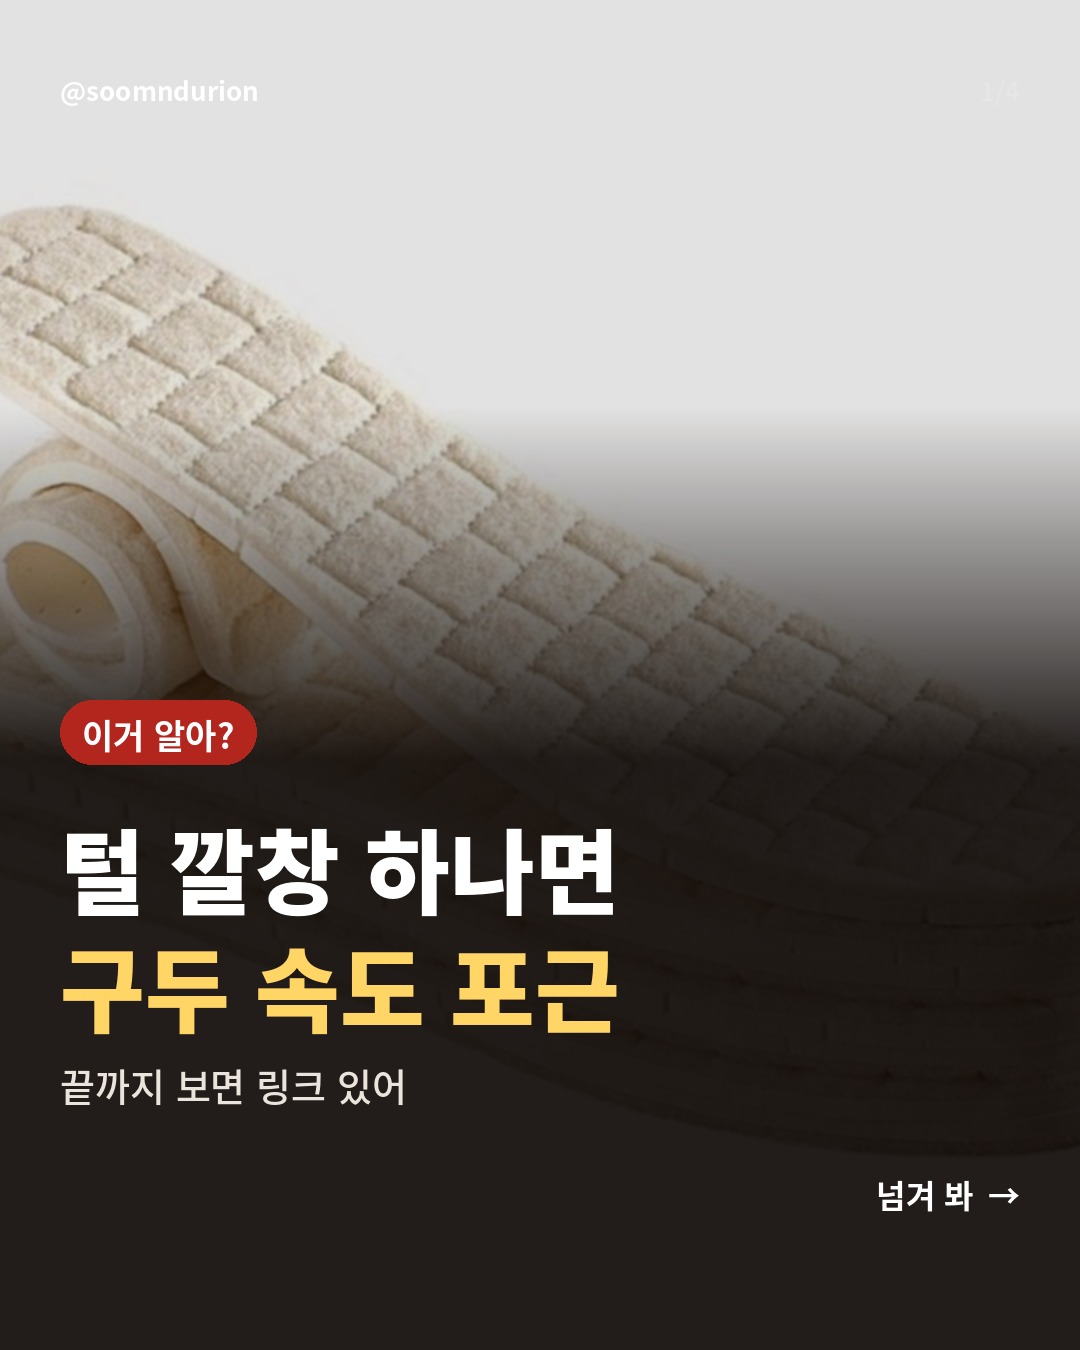 @soomndurion
1/4
이거 알아?
털 깔창 하나면
구두 속도 포근
끝까지 보면 링크 있어
넘겨 봐 →